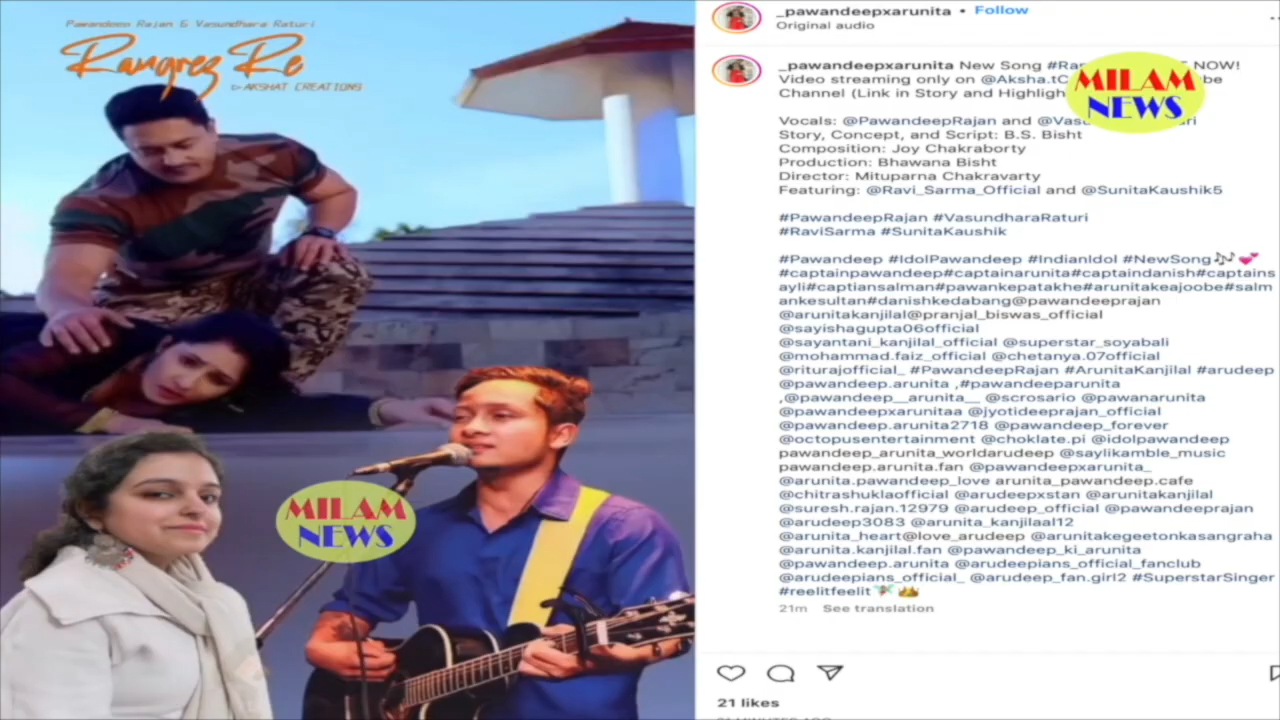 Pawandeep Rajan & Vasundhara Raturi
Rangrez Re
AKSHAT CREATIONS
MILAM
NEWS
_pawandeepxarunita • Follow
Original audio
_pawandeepxarunita New Song #Ra NOW!
Video streaming only on @Aksha.tC be
Channel (Link in Story and Highligh
MILAM
NEWS
Vocals: @PawandeepRajan and @Vasu ri
Story, Concept, and Script: B.S. Bisht
Composition: Joy Chakraborty
Production: Bhawana Bisht
Director: Mituparna Chakravarty
Featuring: @Ravi_Sarma_Official and @SunitaKaushik5
#PawandeepRajan #VasundharaRaturi
#RaviSarma #SunitaKaushik
#Pawandeep #IdolPawandeep #IndianIdol #NewSong🎶💕
#captainpawandeep#captainarunita#captaindanish#captains
ayli#captiansalman#pawankepatakhe#arunitakeajoobe#salm
ankesultan#danishkedabang@pawandeeprajan
@arunitakanjilal@pranjal_biswas_official
@sayishagupta06official
@sayantani_kanjilal_official @superstar_soyabali
@mohammad.faiz_official @chetanya.07official
@riturajofficial_ #PawandeepRajan #ArunitaKanjilal #arudeep
@pawandeep.arunita ,#pawandeeparunita
,@pawandeep__arunita__ @scrosario @pawanarunita
@pawandeepxarunitaa @jyotideeprajan_official
@pawandeep.arunita2718 @pawandeep_forever
@octopusentertainment @choklate.pi @idolpawandeep
pawandeep_arunita_worldarudeep @saylikamble_music
pawandeep.arunita.fan @pawandeepxarunita_
@arunita.pawandeep_love arunita_pawandeep.cafe
@chitrashuklaofficial @arudeepxstan @arunitakanjilal
@suresh.rajan.12979 @arudeep_official @pawandeeprajan
@arudeep3083 @arunita_kanjilaal12
@arunita_heart@love_arudeep @arunitakegeetonkasangraha
@arunita.kanjilal.fan @pawandeep_ki_arunita
@pawandeep.arunita @arudeepians_official_fanclub
@arudeepians_official_ @arudeep_fan.girl2 #SuperstarSinger
#reelitfeelit🧚👑
21m See translation
21 likes